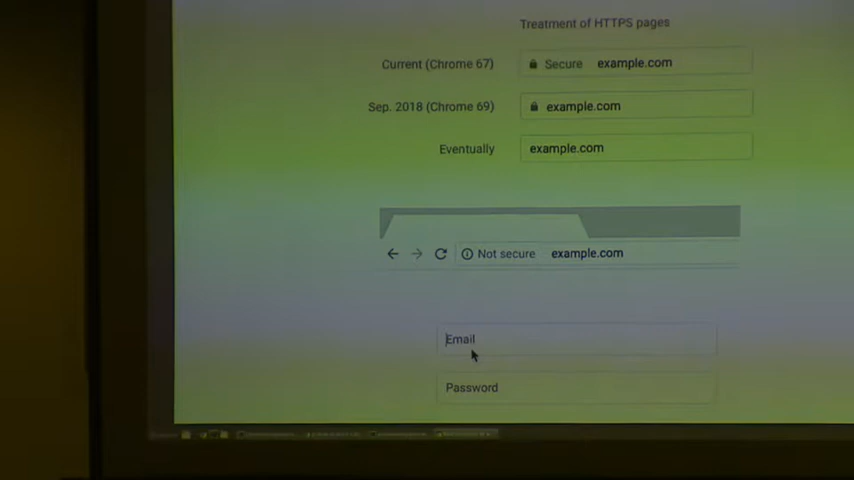 Treatment of HTTPS pages
Current (Chrome 67) Secure example.com
Sep. 2018 (Chrome 69) example.com
Eventually example.com
Not secure example.com
Email
Password